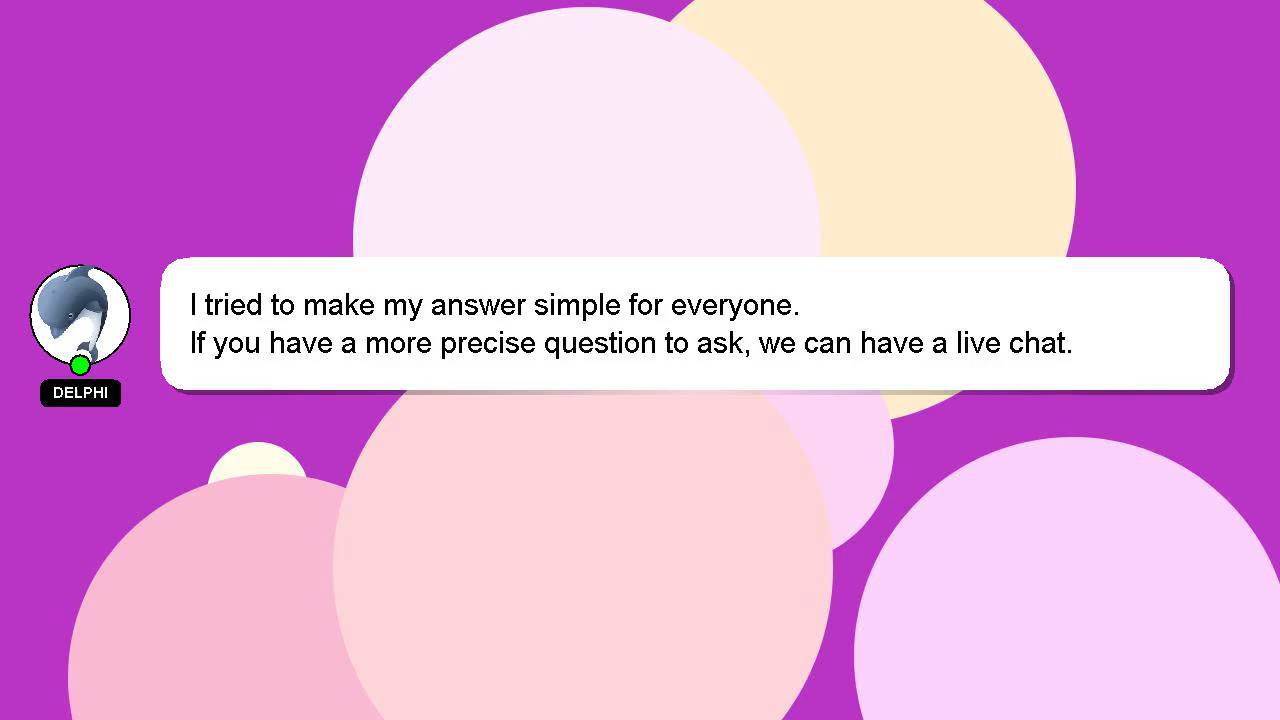 I tried to make my answer simple for everyone.
If you have a more precise question to ask, we can have a live chat.
DELPHI